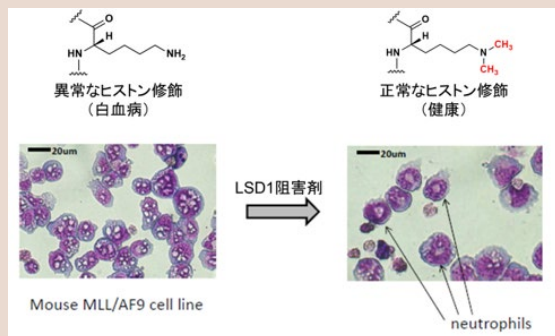 O
HN
H
NH₂
異常なヒストン修飾
（白血病）
O
HN
H
N
CH₃
CH₃
正常なヒストン修飾
（健康）
20um
Mouse MLL/AF9 cell line
LSD1阻害剤
20um
neutrophils